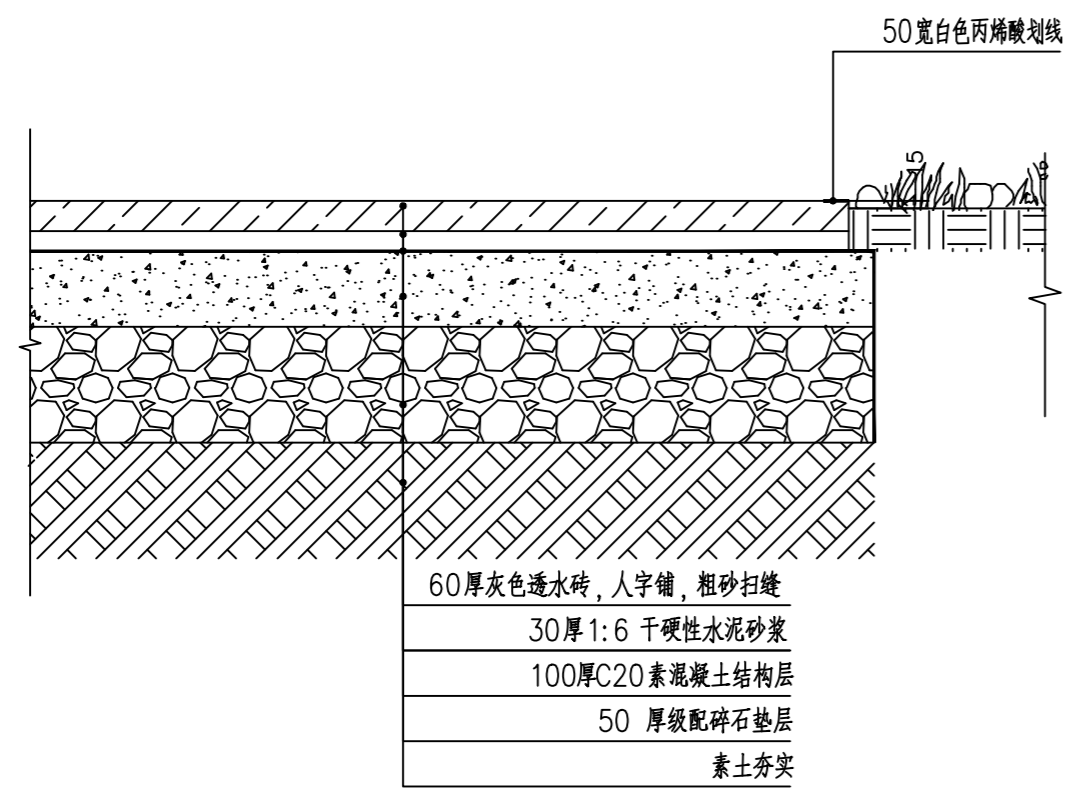 50宽白色丙烯酸划线
15
60厚灰色透水砖,人字铺,粗砂扫缝
30厚1:6 干硬性水泥砂浆
100厚C20素混凝土结构层
50 厚级配碎石垫层
素土夯实